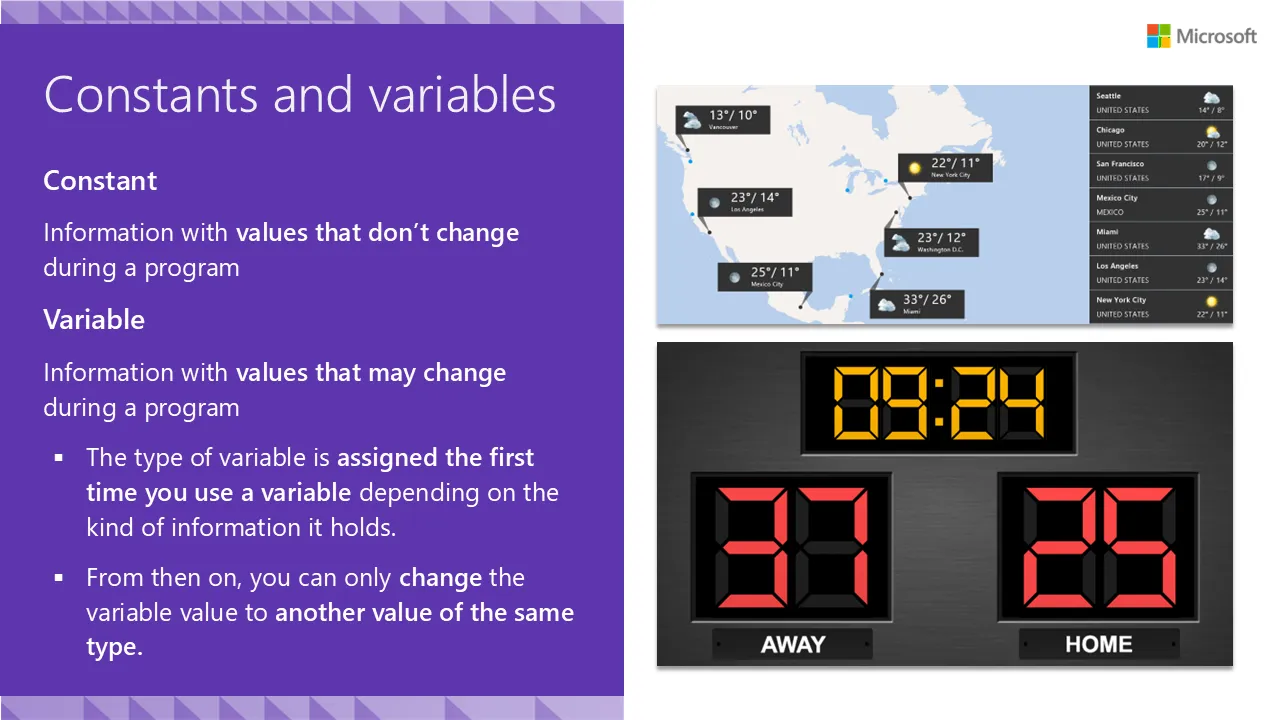 Constants and variables
Constant
Information with values that don’t change
during a program
Variable
Information with values that may change
during a program
▪ The type of variable is assigned the first
time you use a variable depending on the
kind of information it holds.
▪ From then on, you can only change the
variable value to another value of the same
type.
Microsoft
13°/ 10°
Vancouver
22°/ 11°
New York City
23°/ 14°
Los Angeles
23°/ 12°
Washington D.C.
25°/ 11°
Mexico City
33°/ 26°
Miami
Seattle
UNITED STATES 14° / 8°
Chicago
UNITED STATES 20° / 12°
San Francisco
UNITED STATES 17° / 9°
Mexico City
MEXICO 25° / 11°
Miami
UNITED STATES 33° / 26°
Los Angeles
UNITED STATES 23° / 14°
New York City
UNITED STATES 22° / 11°
09:24
37 25
AWAY HOME